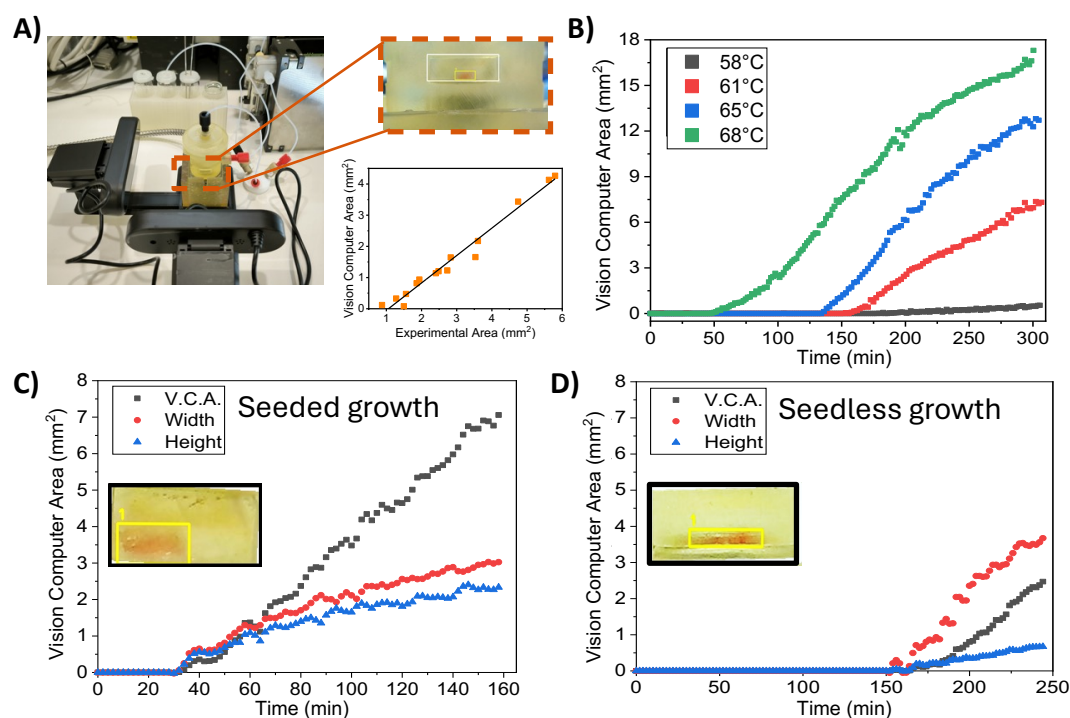 A)
Vision Computer Area (mm²)
4
3
2
1
0
1 2 3 4 5 6
Experimental Area (mm²)
B)
Vision Computer Area (mm²)
18
15
12
9
6
3
0
58°C
61°C
65°C
68°C
0 50 100 150 200 250 300
Time (min)
C)
Vision Computer Area (mm²)
8
7
6
5
4
3
2
1
0
V.C.A.
Width
Height
Seeded growth
1
0 20 40 60 80 100 120 140 160
Time (min)
D)
Vision Computer Area (mm²)
8
7
6
5
4
3
2
1
0
V.C.A.
Width
Height
Seedless growth
0 50 100 150 200 250
Time (min)